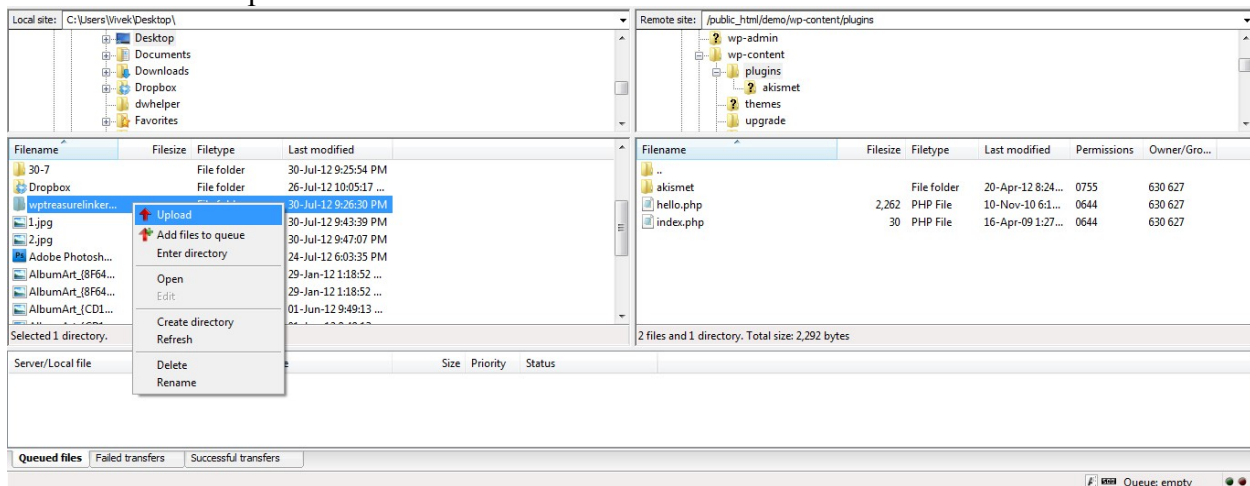 Local site: C:\Users\Vivek\Desktop\
Desktop
Documents
Downloads
Dropbox
dwhelper
Favorites
Remote site: /public_html/demo/wp-content/plugins
wp-admin
wp-content
plugins
akismet
themes
upgrade
Filename Filesize Filetype Last modified
30-7 File folder 30-Jul-12 9:25:54 PM
Dropbox File folder 26-Jul-12 10:05:17 ...
wptreasurelinker... 30-Jul-12 9:26:30 PM
1.jpg 30-Jul-12 9:43:39 PM
2.jpg 30-Jul-12 9:47:07 PM
Adobe Photosh... 24-Jul-12 6:03:35 PM
AlbumArt_{8F64... 29-Jan-12 1:18:52 ...
AlbumArt_{8F64... 29-Jan-12 1:18:52 ...
AlbumArt_{CD1... 01-Jun-12 9:49:13 ...
Selected 1 directory.
Upload
Add files to queue
Enter directory
Open
Edit
Create directory
Refresh
Delete
Rename
Filename Filesize Filetype Last modified Permissions Owner/Gro...
..
akismet File folder 20-Apr-12 8:24... 0755 630 627
hello.php 2,262 PHP File 10-Nov-10 6:1... 0644 630 627
index.php 30 PHP File 16-Apr-09 1:27... 0644 630 627
2 files and 1 directory. Total size: 2,292 bytes
Server/Local file Size Priority Status
Queued files Failed transfers Successful transfers
Queue: empty